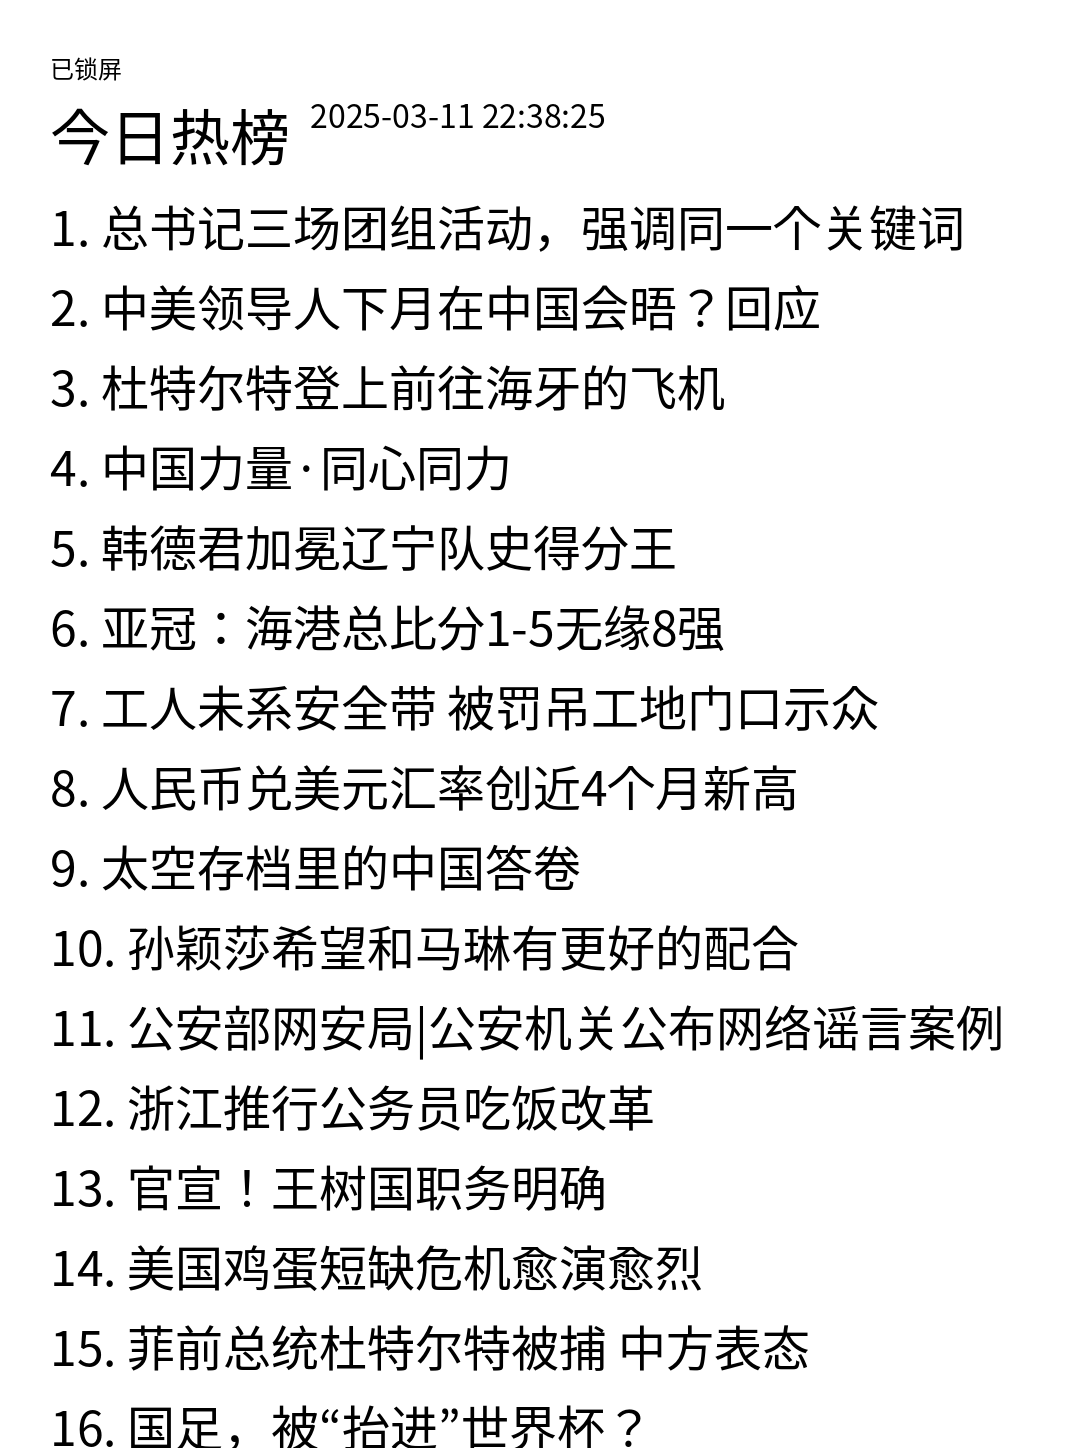 已锁屏
今日热榜 2025-03-11 22:38:25
1. 总书记三场团组活动，强调同一个关键词
2. 中美领导人下月在中国会晤？回应
3. 杜特尔特登上前往海牙的飞机
4. 中国力量·同心同力
5. 韩德君加冕辽宁队史得分王
6. 亚冠：海港总比分1-5无缘8强
7. 工人未系安全带 被罚吊工地门口示众
8. 人民币兑美元汇率创近4个月新高
9. 太空存档里的中国答卷
10. 孙颖莎希望和马琳有更好的配合
11. 公安部网安局|公安机关公布网络谣言案例
12. 浙江推行公务员吃饭改革
13. 官宣！王树国职务明确
14. 美国鸡蛋短缺危机愈演愈烈
15. 菲前总统杜特尔特被捕 中方表态
16. 国足，被“抬进”世界杯？